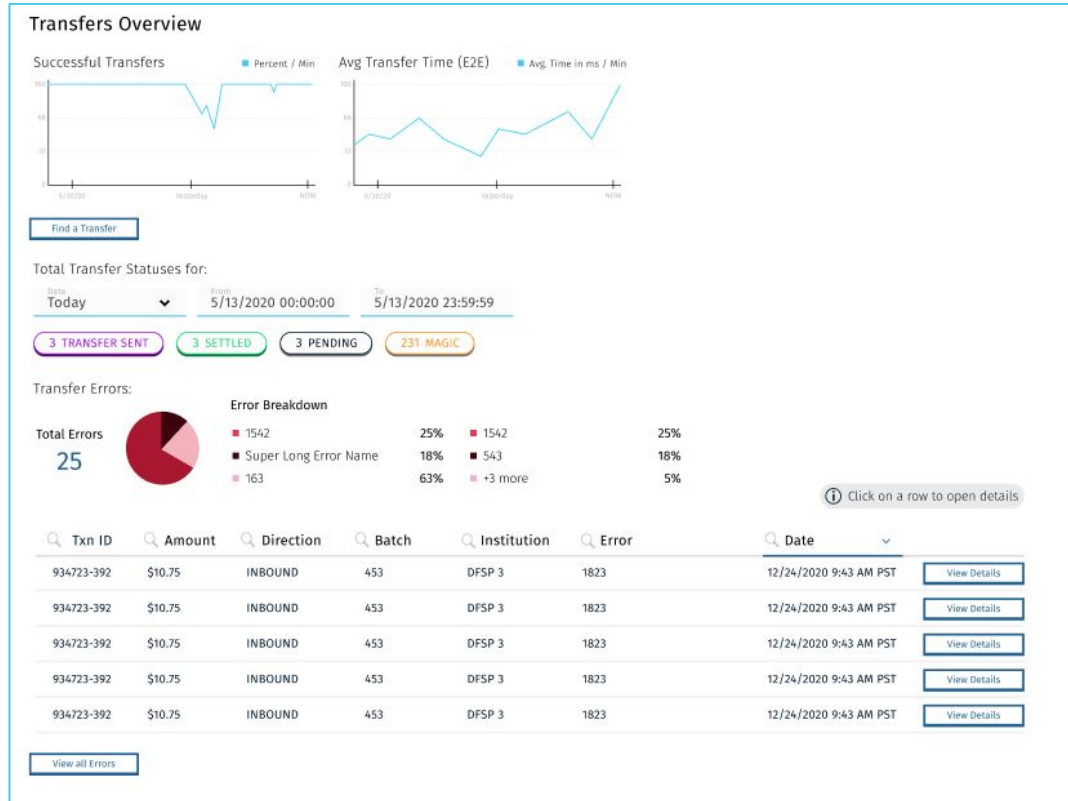 Transfers Overview
Successful Transfers
Percent / Min
100
0
Yesterday
NOW
Avg Transfer Time (E2E)
Avg. Time in ms / Min
100
0
Yesterday
NOW
Find a Transfer
Total Transfer Statuses for:
Date
Today
From
5/13/2020 00:00:00
To
5/13/2020 23:59:59
3 TRANSFER SENT
3 SETTLED
3 PENDING
231 MAGIC
Transfer Errors:
Total Errors
25
Error Breakdown
1542 25% 1542 25%
Super Long Error Name 18% 543 18%
163 63% +3 more 5%
Click on a row to open details
Txn ID Amount Direction Batch Institution Error Date
934723-392 $10.75 INBOUND 453 DFSP 3 1823 12/24/2020 9:43 AM PST View Details
934723-392 $10.75 INBOUND 453 DFSP 3 1823 12/24/2020 9:43 AM PST View Details
934723-392 $10.75 INBOUND 453 DFSP 3 1823 12/24/2020 9:43 AM PST View Details
934723-392 $10.75 INBOUND 453 DFSP 3 1823 12/24/2020 9:43 AM PST View Details
934723-392 $10.75 INBOUND 453 DFSP 3 1823 12/24/2020 9:43 AM PST View Details
View all Errors